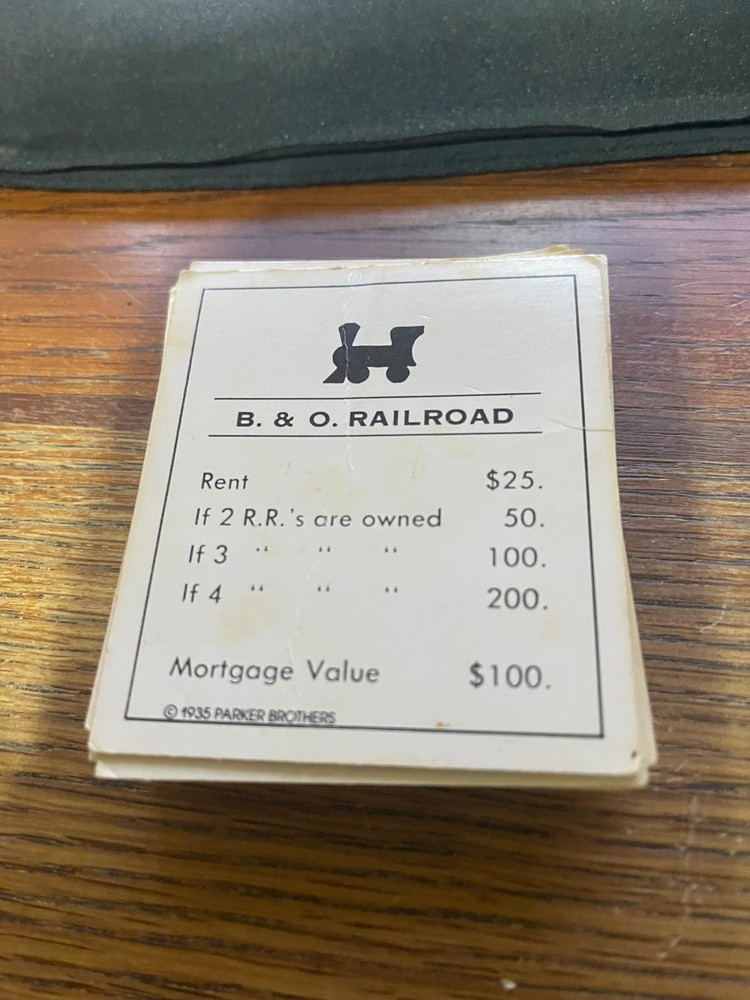 B. & O. RAILROAD
Rent $25.
If 2 R.R.'s are owned 50.
If 3 " " " 100.
If 4 " " " 200.
Mortgage Value $100.
© 1935 PARKER BROTHERS